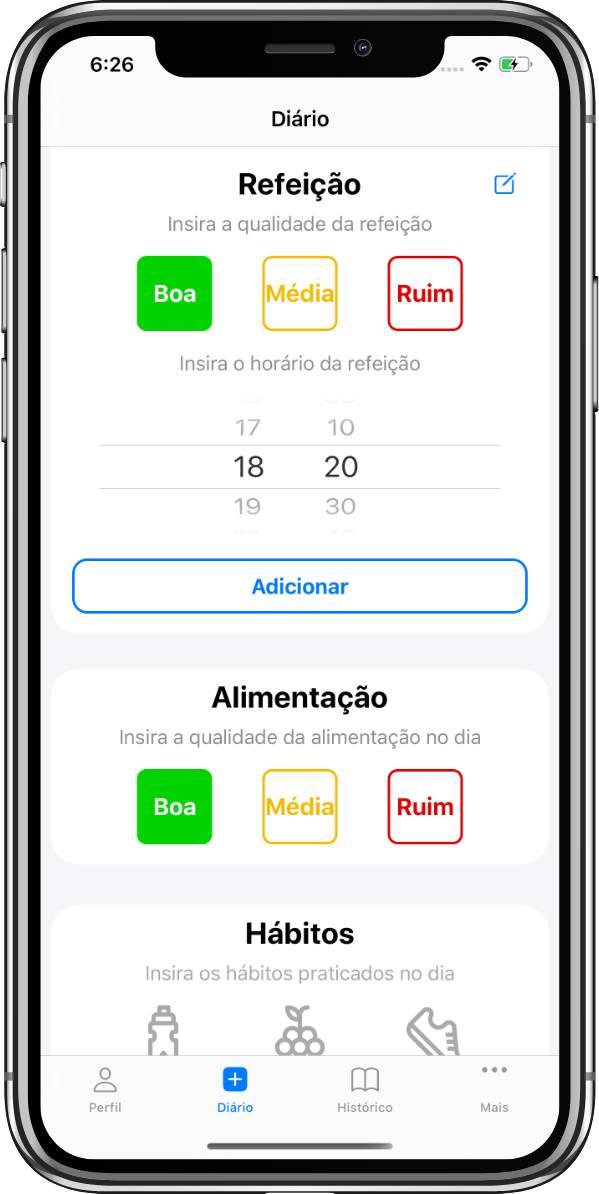 6:26
Diário
Refeição
Insira a qualidade da refeição
Boa Média Ruim
Insira o horário da refeição
17 10
18 20
19 30
Adicionar
Alimentação
Insira a qualidade da alimentação no dia
Boa Média Ruim
Hábitos
Insira os hábitos praticados no dia
Perfil Diário Histórico Mais